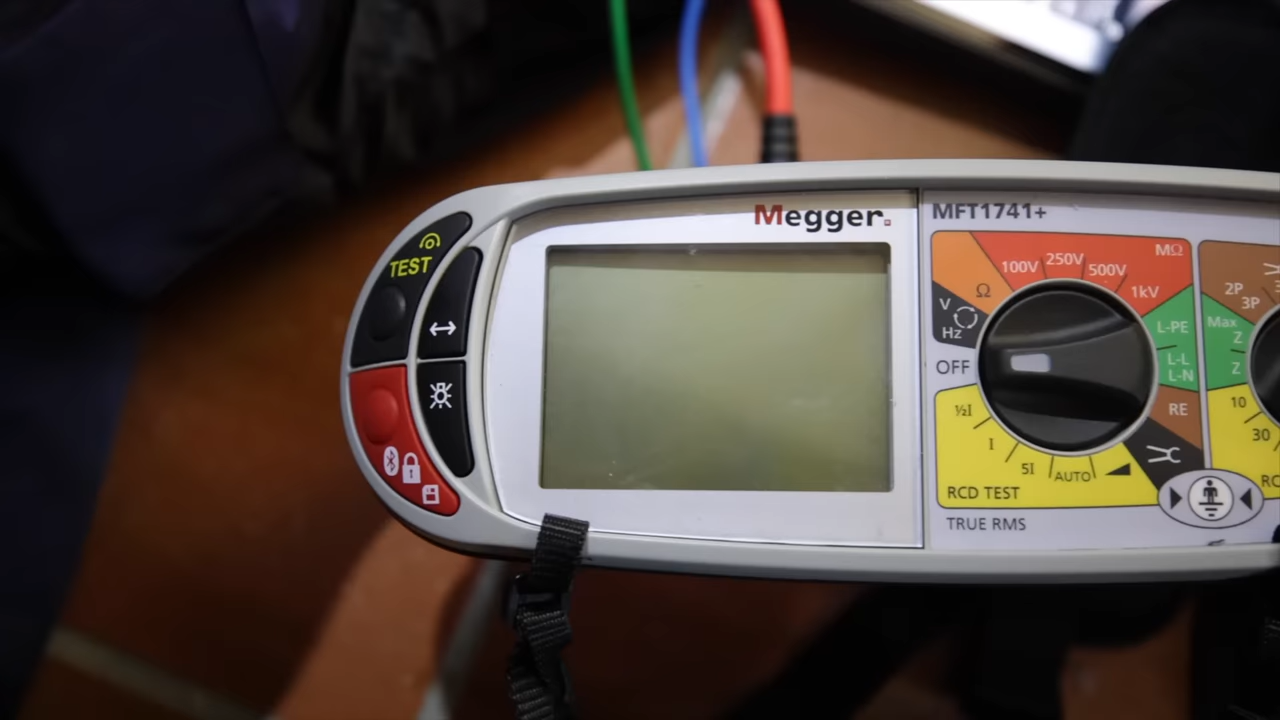 TEST
Megger.
MFT1741+
Ω
100V
250V
500V
1kV
MΩ
V
Hz
L-PE
L-L
L-N
OFF
RE
½I
I
5I
AUTO
RCD TEST
TRUE RMS
2P
3P
Max
Z
Z
10
30